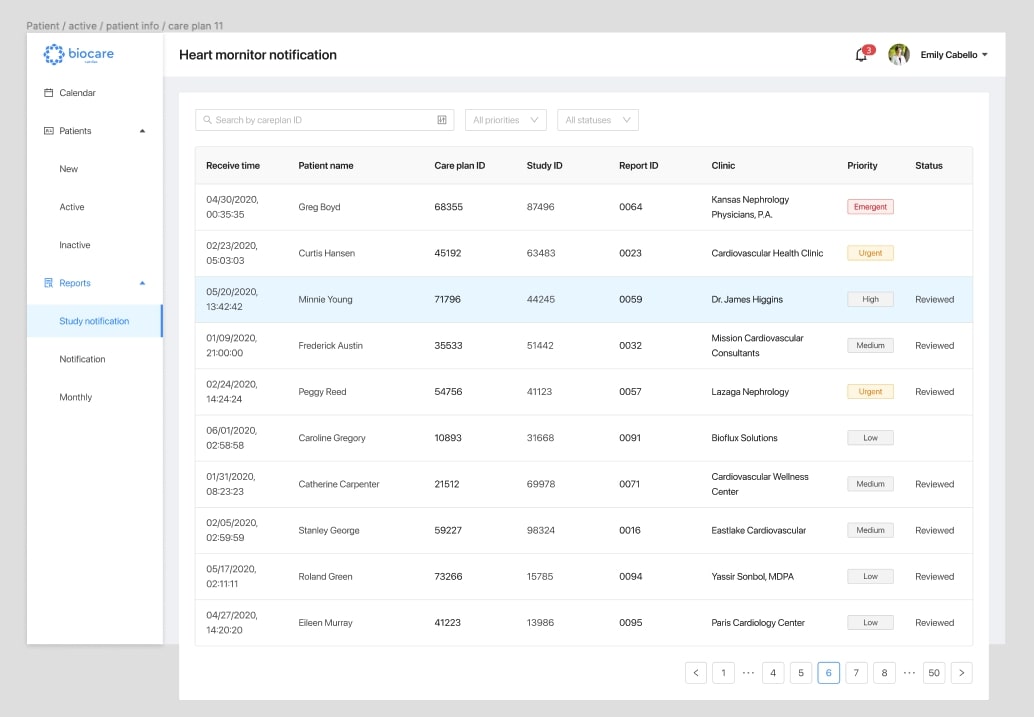 Patient / active / patient info / care plan 11
biocare
Heart mornitor notification
3
Emily Cabello
Calendar
Patients
New
Active
Inactive
Reports
Study notification
Notification
Monthly
Search by careplan ID
All priorities
All statuses
Receive time Patient name Care plan ID Study ID Report ID Clinic Priority Status
04/30/2020,
00:35:35
Greg Boyd 68355 87496 0064
Kansas Nephrology
Physicians, P.A.
Emergent
02/23/2020,
05:03:03
Curtis Hansen 45192 63483 0023 Cardiovascular Health Clinic Urgent
05/20/2020,
13:42:42
Minnie Young 71796 44245 0059 Dr. James Higgins High Reviewed
01/09/2020,
21:00:00
Frederick Austin 35533 51442 0032
Mission Cardiovascular
Consultants
Medium Reviewed
02/24/2020,
14:24:24
Peggy Reed 54756 41123 0057 Lazaga Nephrology Urgent Reviewed
06/01/2020,
02:58:58
Caroline Gregory 10893 31668 0091 Bioflux Solutions Low
01/31/2020,
08:23:23
Catherine Carpenter 21512 69978 0071
Cardiovascular Wellness
Center
Medium Reviewed
02/05/2020,
02:59:59
Stanley George 59227 98324 0016 Eastlake Cardiovascular Medium Reviewed
05/17/2020,
02:11:11
Roland Green 73266 15785 0094 Yassir Sonbol, MDPA Low Reviewed
04/27/2020,
14:20:20
Eileen Murray 41223 13986 0095 Paris Cardiology Center Low Reviewed
< 1 ••• 4 5 6 7 8 ••• 50 >